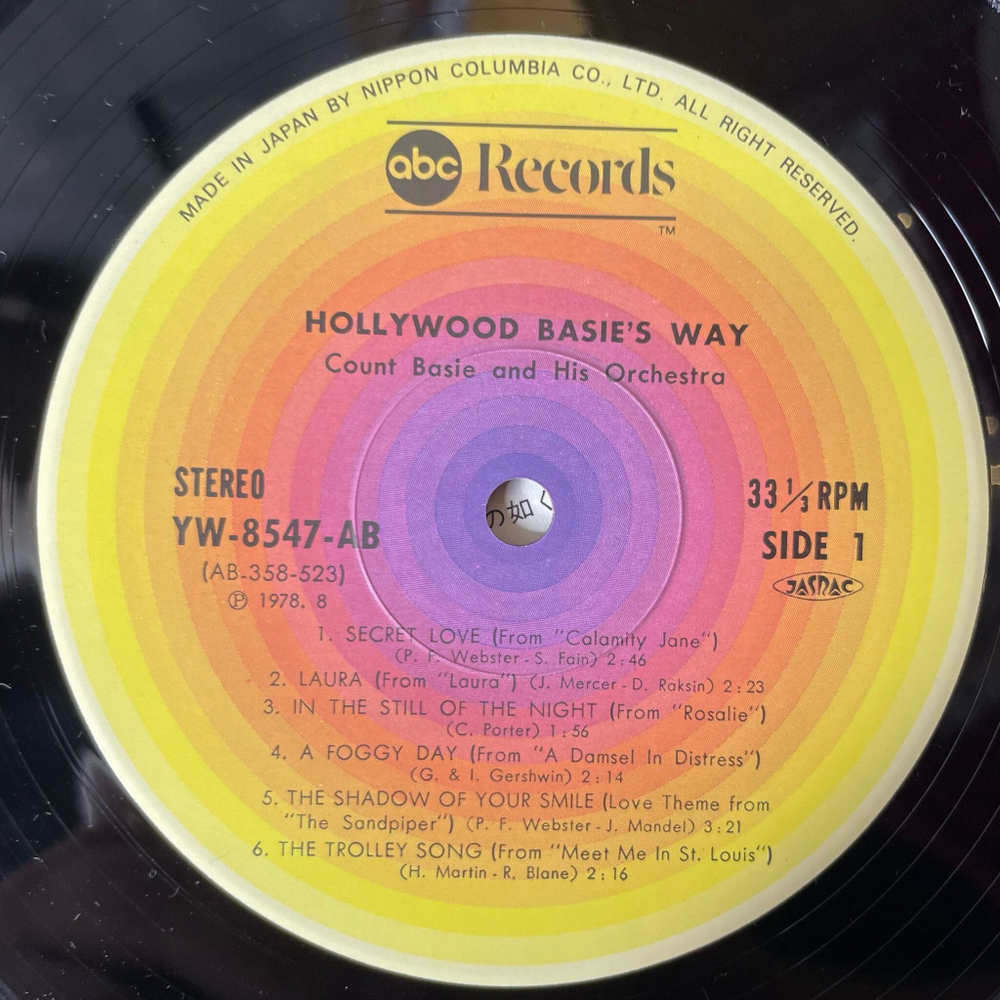 MADE IN JAPAN BY NIPPON COLUMBIA CO., LTD. ALL RIGHT RESERVED.
abc Records
TM
HOLLYWOOD BASIE'S WAY
Count Basie and His Orchestra
STEREO
YW-8547-AB
(AB-358-523)
Ⓟ 1978. 8
33 1/3 RPM
SIDE 1
JASRAC
の如く
1. SECRET LOVE (From "Calamity Jane")
(P. F. Webster - S. Fain) 2:46
2. LAURA (From "Laura") (J. Mercer - D. Raksin) 2:23
3. IN THE STILL OF THE NIGHT (From "Rosalie")
(C. Porter) 1:56
4. A FOGGY DAY (From "A Damsel In Distress")
(G. & I. Gershwin) 2:14
5. THE SHADOW OF YOUR SMILE (Love Theme from
"The Sandpiper") (P. F. Webster - J. Mandel) 3:21
6. THE TROLLEY SONG (From "Meet Me In St. Louis")
(H. Martin - R. Blane) 2:16